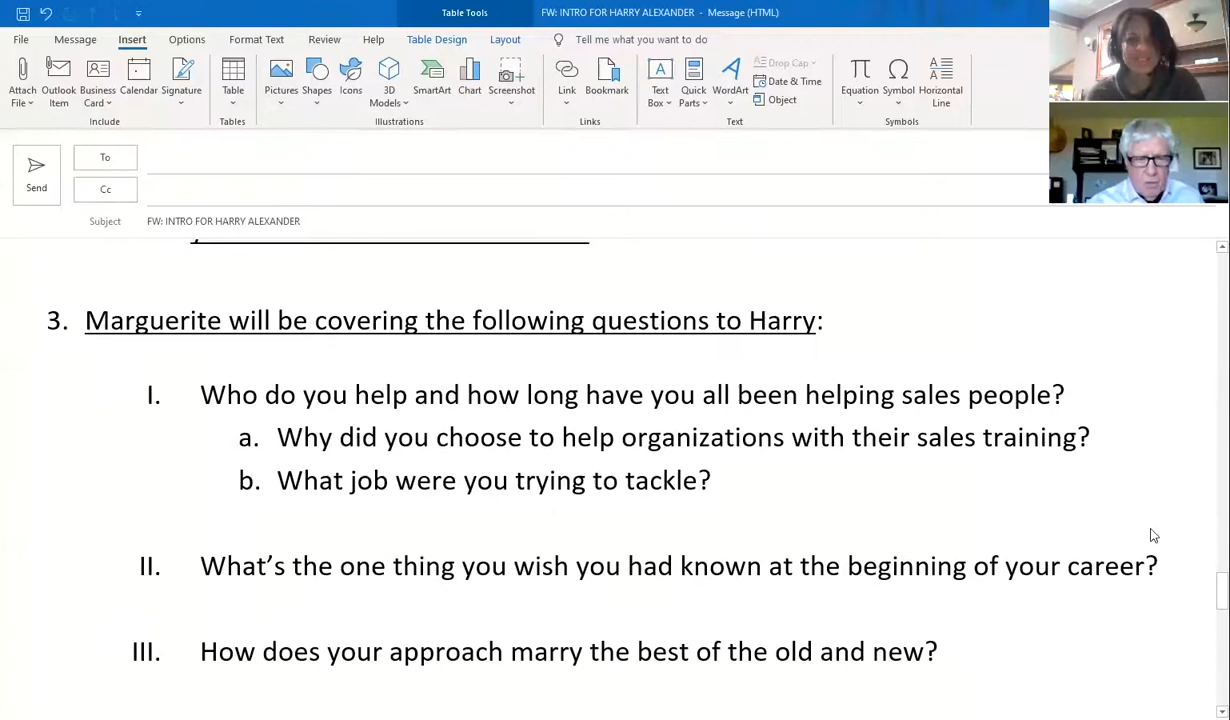 Table Tools
FW: INTRO FOR HARRY ALEXANDER - Message (HTML)
File Message Insert Options Format Text Review Help Table Design Layout Tell me what you want to do
Attach File Outlook Item Business Card Calendar Signature
Table
Pictures Shapes Icons 3D Models SmartArt Chart Screenshot
Link Bookmark
Text Box Quick Parts WordArt Drop Cap
Date & Time
Object
Equation Symbol Horizontal Line
Include Tables Illustrations Links Text Symbols
Send
To
Cc
Subject FW: INTRO FOR HARRY ALEXANDER
3. Marguerite will be covering the following questions to Harry:
I. Who do you help and how long have you all been helping sales people?
a. Why did you choose to help organizations with their sales training?
b. What job were you trying to tackle?
II. What’s the one thing you wish you had known at the beginning of your career?
III. How does your approach marry the best of the old and new?